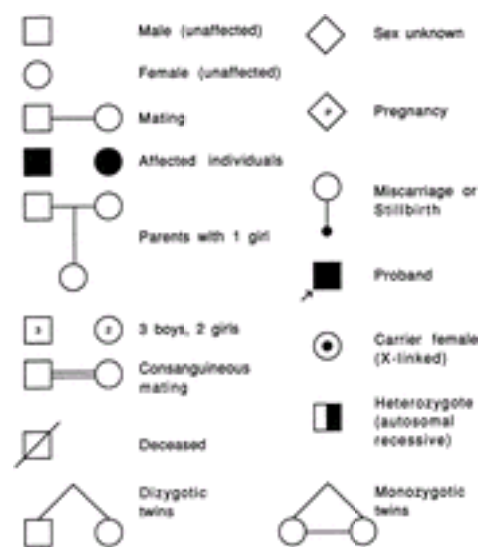 Male (unaffected)
Female (unaffected)
Mating
Affected individuals
Parents with 1 girl
3 2 3 boys, 2 girls
Consanguineous
mating
Deceased
Dizygotic
twins
Sex unknown
Pregnancy
Miscarriage or
Stillbirth
Proband
Carrier female
(X-linked)
Heterozygote
(autosomal
recessive)
Monozygotic
twins